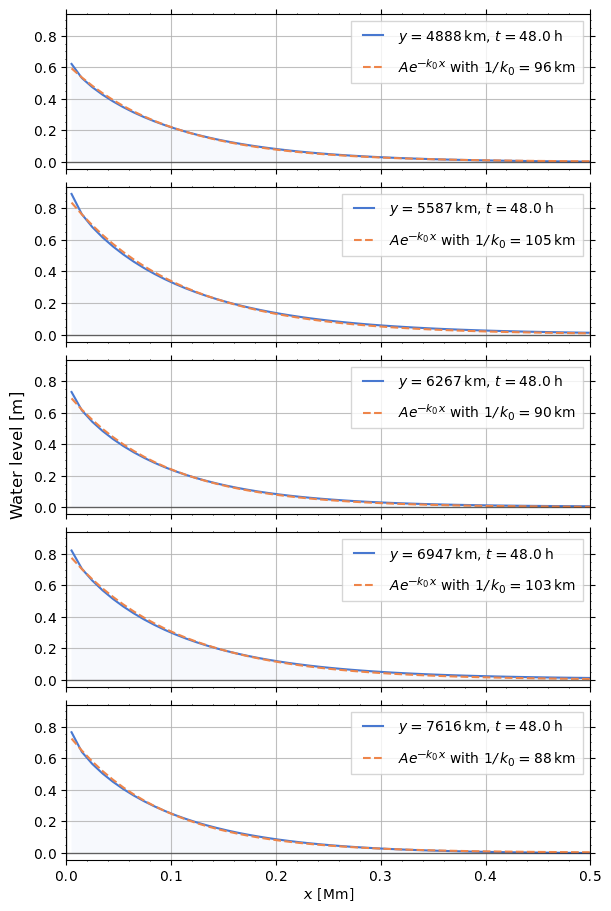 0.8
0.6
0.4
0.2
0.0
y = 4888 km, t = 48.0 h
Ae^{-k_0 x} with 1/k_0 = 96 km
0.8
0.6
0.4
0.2
0.0
y = 5587 km, t = 48.0 h
Ae^{-k_0 x} with 1/k_0 = 105 km
Water level [m]
0.8
0.6
0.4
0.2
0.0
y = 6267 km, t = 48.0 h
Ae^{-k_0 x} with 1/k_0 = 90 km
0.8
0.6
0.4
0.2
0.0
y = 6947 km, t = 48.0 h
Ae^{-k_0 x} with 1/k_0 = 103 km
0.8
0.6
0.4
0.2
0.0
y = 7616 km, t = 48.0 h
Ae^{-k_0 x} with 1/k_0 = 88 km
0.0 0.1 0.2 0.3 0.4 0.5
x [Mm]